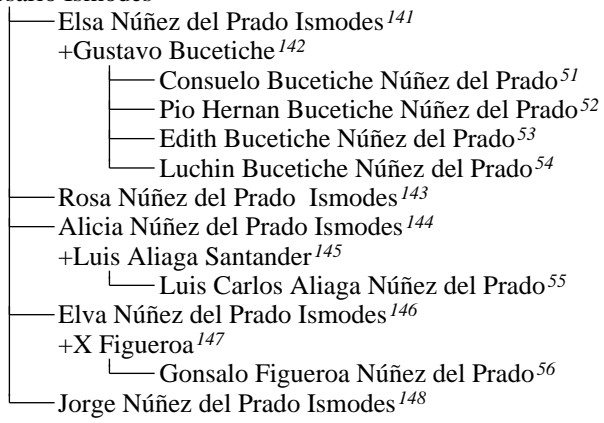 Elsa Núñez del Prado Ismodes141
+Gustavo Bucetiche142
Consuelo Bucetiche Núñez del Prado51
Pio Hernan Bucetiche Núñez del Prado52
Edith Bucetiche Núñez del Prado53
Luchin Bucetiche Núñez del Prado54
Rosa Núñez del Prado Ismodes143
Alicia Núñez del Prado Ismodes144
+Luis Aliaga Santander145
Luis Carlos Aliaga Núñez del Prado55
Elva Núñez del Prado Ismodes146
+X Figueroa147
Gonsalo Figueroa Núñez del Prado56
Jorge Núñez del Prado Ismodes148